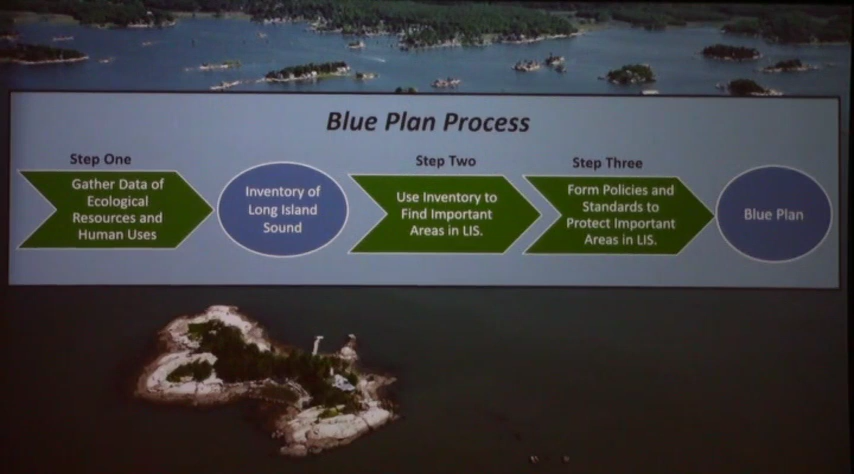 Blue Plan Process
Step One
Gather Data of
Ecological
Resources and
Human Uses
Inventory of
Long Island
Sound
Step Two
Use Inventory to
Find Important
Areas in LIS.
Step Three
Form Policies and
Standards to
Protect Important
Areas in LIS.
Blue Plan